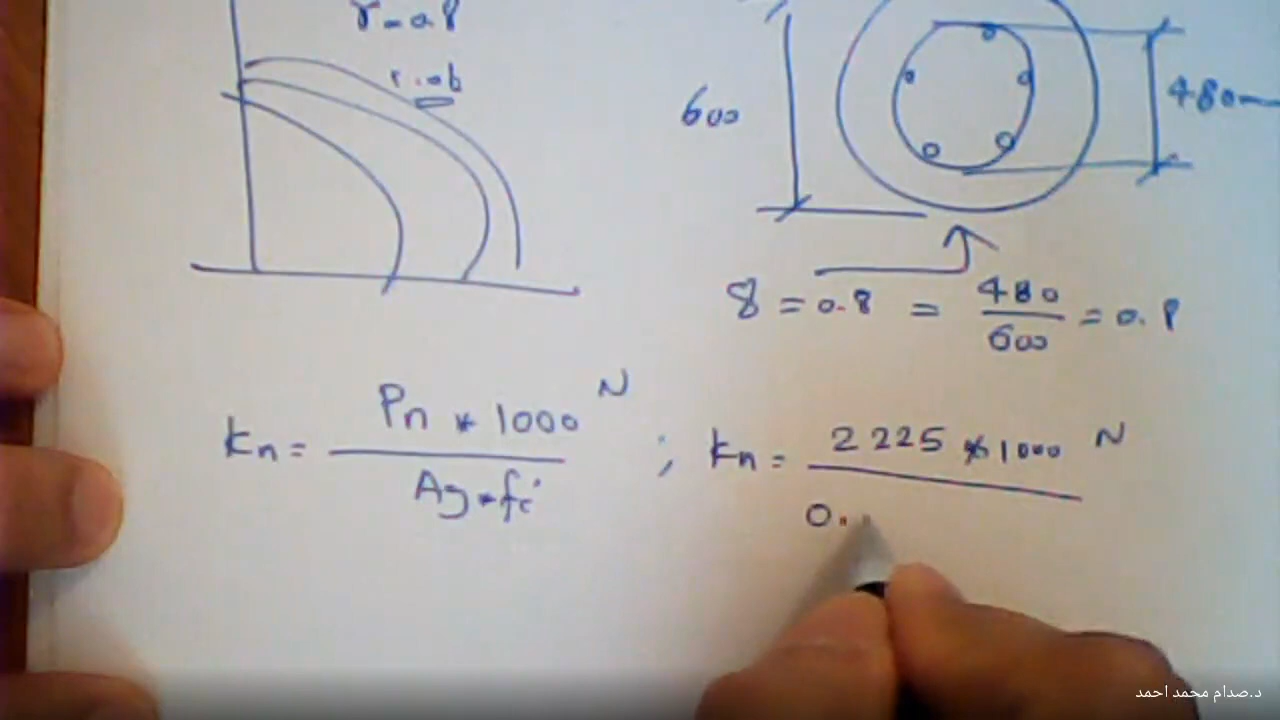 γ=0.8
r=0.6
600
480
γ = 0.8 = 480/600 = 0.8
Kn = Pn * 1000 N / Ag * fc' ; Kn = 2225 * 1000 N / 0.
د.صدام محمد احمد